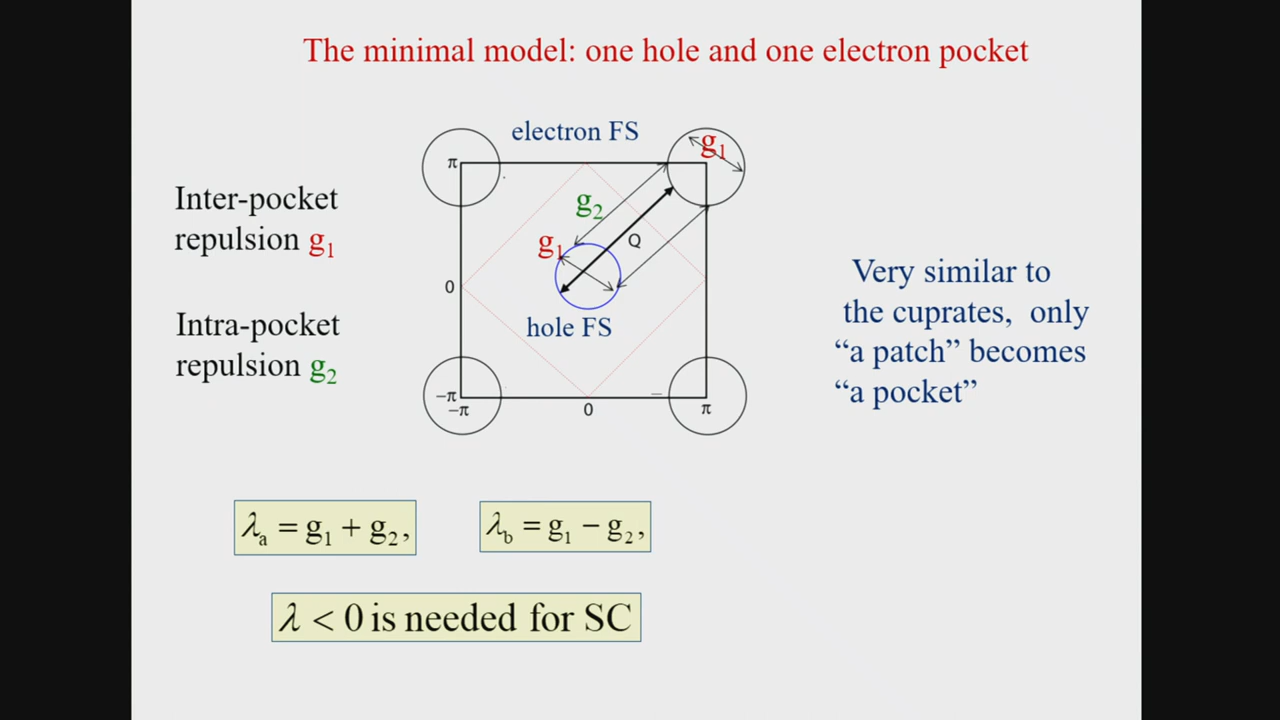 The minimal model: one hole and one electron pocket
electron FS
g₁
π
Inter-pocket
repulsion g₁
g₂
g₁
Q
0
hole FS
Intra-pocket
repulsion g₂
Very similar to
the cuprates, only
“a patch” becomes
“a pocket”
−π
−π
0
π
λa = g₁ + g₂,
λb = g₁ − g₂,
λ < 0 is needed for SC